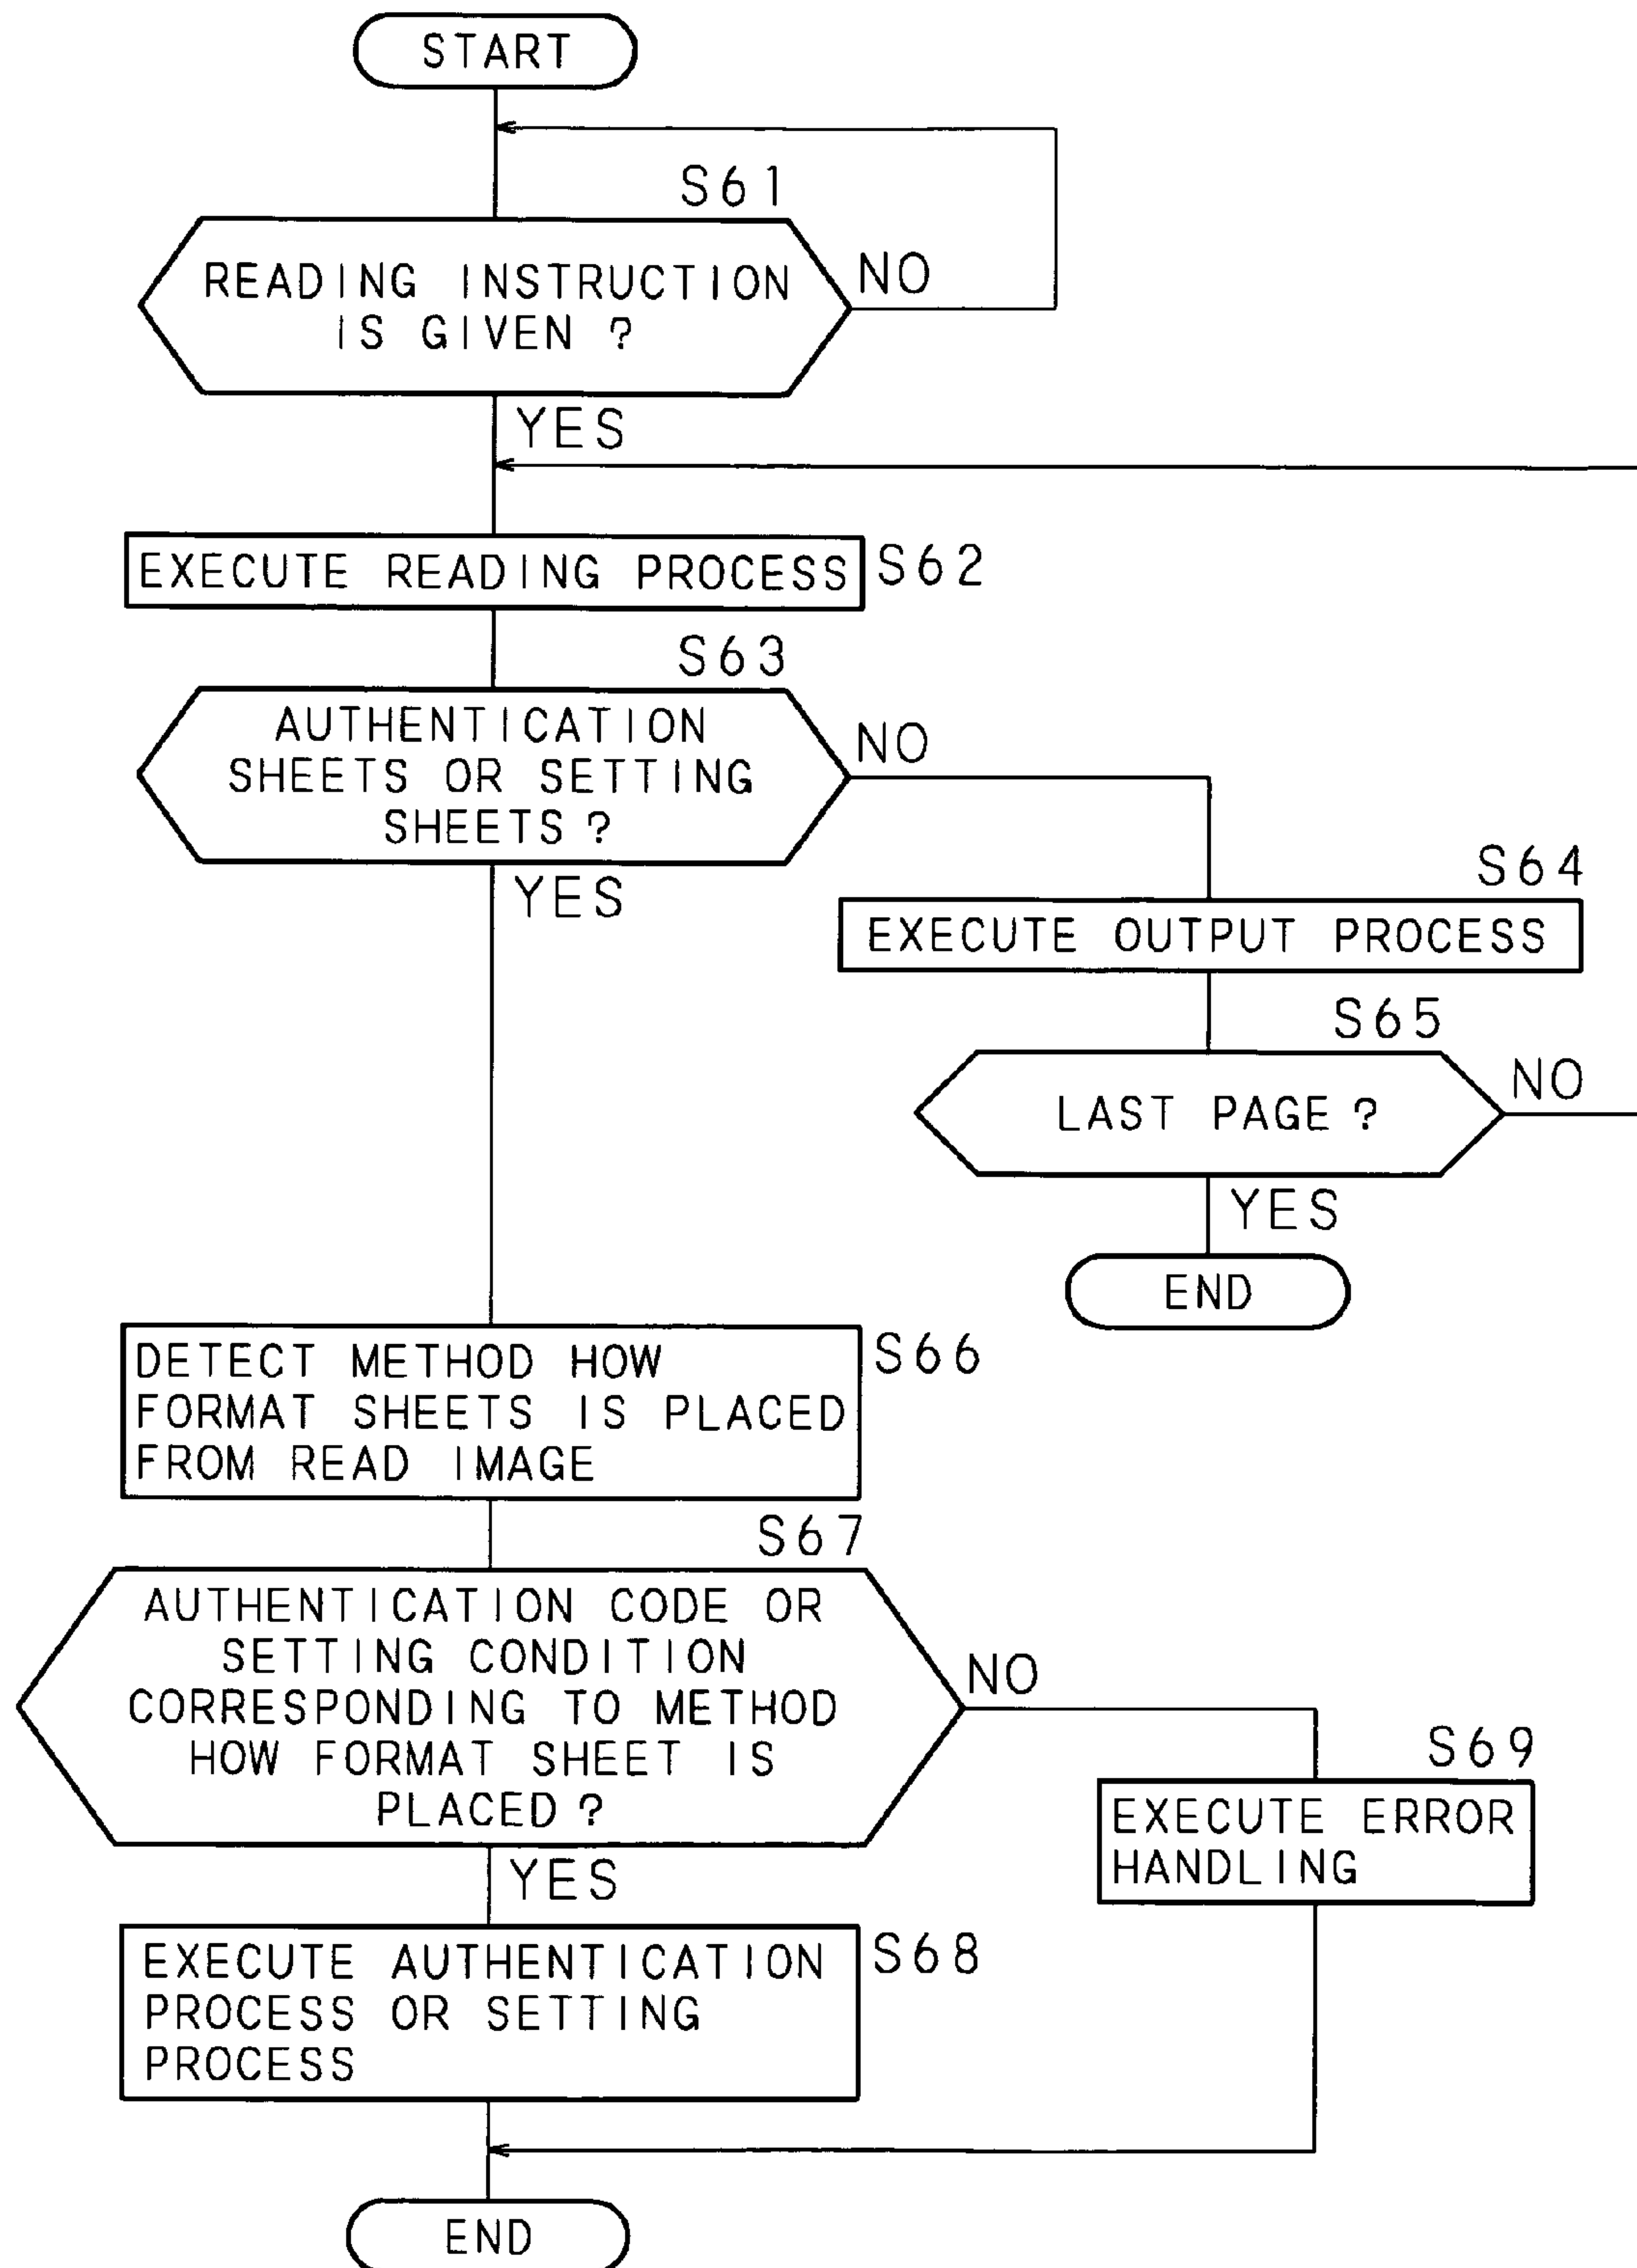 START
S61
READING INSTRUCTION
IS GIVEN ?
NO
YES
EXECUTE READING PROCESS
S62
S63
AUTHENTICATION
SHEETS OR SETTING
SHEETS ?
NO
YES
S64
EXECUTE OUTPUT PROCESS
S65
LAST PAGE ?
NO
YES
END
DETECT METHOD HOW
FORMAT SHEETS IS PLACED
FROM READ IMAGE
S66
S67
AUTHENTICATION CODE OR
SETTING CONDITION
CORRESPONDING TO METHOD
HOW FORMAT SHEET IS
PLACED ?
NO
YES
S69
EXECUTE ERROR
HANDLING
EXECUTE AUTHENTICATION
PROCESS OR SETTING
PROCESS
S68
END